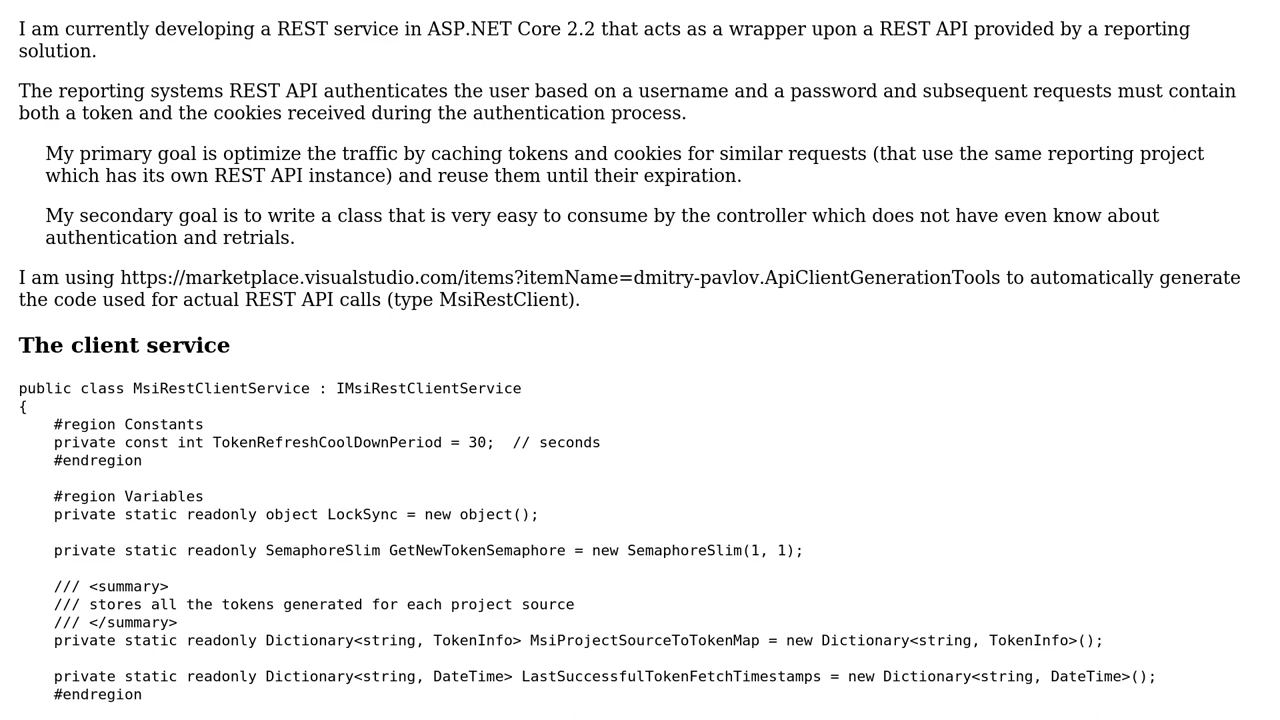 I am currently developing a REST service in ASP.NET Core 2.2 that acts as a wrapper upon a REST API provided by a reporting
solution.
The reporting systems REST API authenticates the user based on a username and a password and subsequent requests must contain
both a token and the cookies received during the authentication process.
My primary goal is optimize the traffic by caching tokens and cookies for similar requests (that use the same reporting project
which has its own REST API instance) and reuse them until their expiration.
My secondary goal is to write a class that is very easy to consume by the controller which does not have even know about
authentication and retrials.
I am using https://marketplace.visualstudio.com/items?itemName=dmitry-pavlov.ApiClientGenerationTools to automatically generate
the code used for actual REST API calls (type MsiRestClient).
The client service
public class MsiRestClientService : IMsiRestClientService
{
    #region Constants
    private const int TokenRefreshCoolDownPeriod = 30;  // seconds
    #endregion
    #region Variables
    private static readonly object LockSync = new object();
    private static readonly SemaphoreSlim GetNewTokenSemaphore = new SemaphoreSlim(1, 1);
    /// <summary>
    /// stores all the tokens generated for each project source
    /// </summary>
    private static readonly Dictionary<string, TokenInfo> MsiProjectSourceToTokenMap = new Dictionary<string, TokenInfo>();
    private static readonly Dictionary<string, DateTime> LastSuccessfulTokenFetchTimestamps = new Dictionary<string, DateTime>();
    #endregion